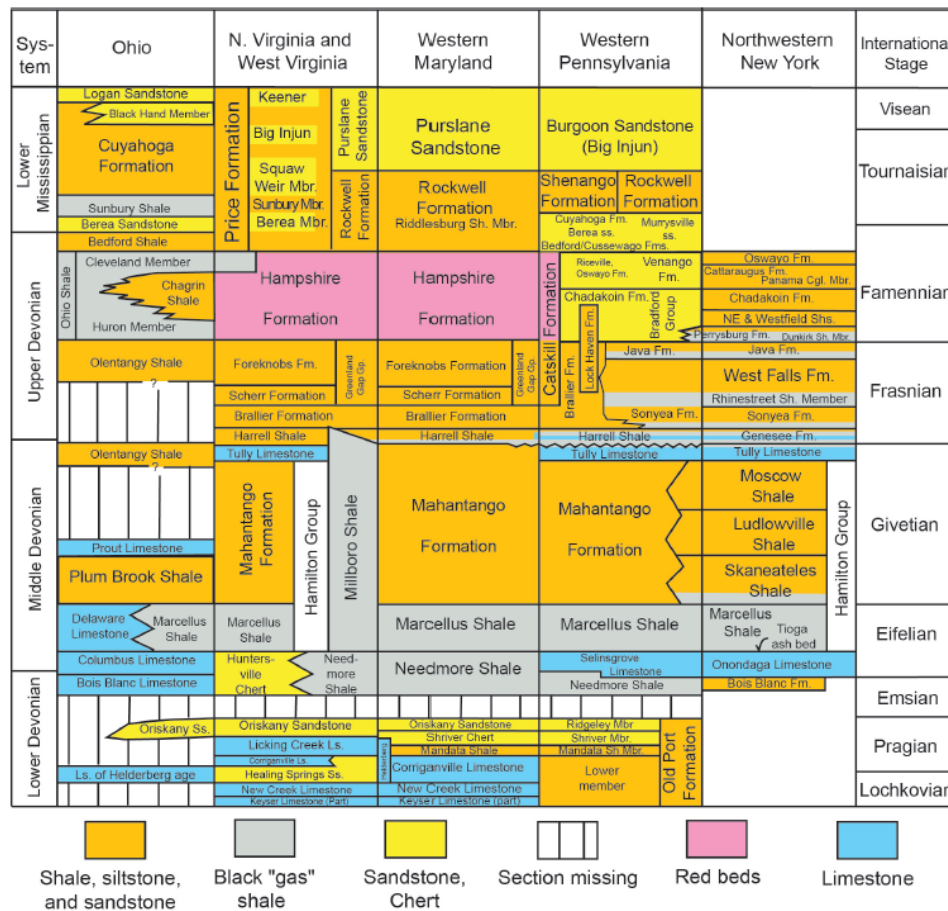 Sys-
tem
Ohio
N. Virginia and
West Virginia
Western
Maryland
Western
Pennsylvania
Northwestern
New York
International
Stage
Lower
Mississippian
Upper Devonian
Middle Devonian
Lower Devonian
Logan Sandstone
Black Hand Member
Cuyahoga
Formation
Sunbury Shale
Berea Sandstone
Bedford Shale
Ohio Shale
Cleveland Member
Chagrin
Shale
Huron Member
Olentangy Shale
?
Olentangy Shale
?
Prout Limestone
Plum Brook Shale
Delaware
Limestone
Marcellus
Shale
Columbus Limestone
Bois Blanc Limestone
Oriskany Ss.
Ls. of Helderberg age
Price Formation
Keener
Big Injun
Squaw
Weir Mbr.
Sunbury Mbr.
Berea Mbr.
Purslane
Sandstone
Rockwell
Formation
Hampshire
Formation
Foreknobs Fm.
Greenland
Gap Gp.
Scherr Formation
Brallier Formation
Harrell Shale
Tully Limestone
Mahantango
Formation
Hamilton Group
Millboro Shale
Marcellus
Shale
Hunters-
ville
Chert
Need-
more
Shale
Oriskany Sandstone
Licking Creek Ls.
Corriganville Ls.
Healing Springs Ss.
New Creek Limestone
Keyser Limestone (Part)
Purslane
Sandstone
Rockwell
Formation
Riddlesburg Sh. Mbr.
Hampshire
Formation
Foreknobs Formation
Greenland
Gap Gp.
Scherr Formation
Brallier Formation
Harrell Shale
Mahantango
Formation
Marcellus Shale
Needmore Shale
Oriskany Sandstone
Shriver Chert
Mandata Shale
Helderberg
Corriganville Limestone
New Creek Limestone
Keyser Limestone (part)
Burgoon Sandstone
(Big Injun)
Shenango
Formation
Rockwell
Formation
Cuyahoga Fm.
Berea ss.
Murrysville
ss.
Bedford/Cussewago Fms.
Catskill Formation
Riceville,
Oswayo Fm.
Venango
Fm.
Chadakoin Fm.
Bradford
Group
Lock Haven Fm.
Brallier Fm.
Java Fm.
Sonyea Fm.
Harrell Shale
Tully Limestone
Mahantango
Formation
Marcellus Shale
Selinsgrove
Limestone
Needmore Shale
Ridgeley Mbr
Shriver Mbr.
Mandata Sh Mbr.
Lower
member
Old Port
Formation
Oswayo Fm.
Cattaraugus Fm.
Panama Cgl. Mbr.
Chadakoin Fm.
NE & Westfield Shs.
Perrysburg Fm.
Dunkirk Sh. Mbr.
Java Fm.
West Falls Fm.
Rhinestreet Sh. Member
Sonyea Fm.
Genesee Fm.
Tully Limestone
Moscow
Shale
Ludlowville
Shale
Skaneateles
Shale
Hamilton Group
Marcellus
Shale
Tioga
ash bed
Onondaga Limestone
Bois Blanc Fm.
Visean
Tournaisian
Famennian
Frasnian
Givetian
Eifelian
Emsian
Pragian
Lochkovian
Shale, siltstone,
and sandstone
Black "gas"
shale
Sandstone,
Chert
Section missing
Red beds
Limestone